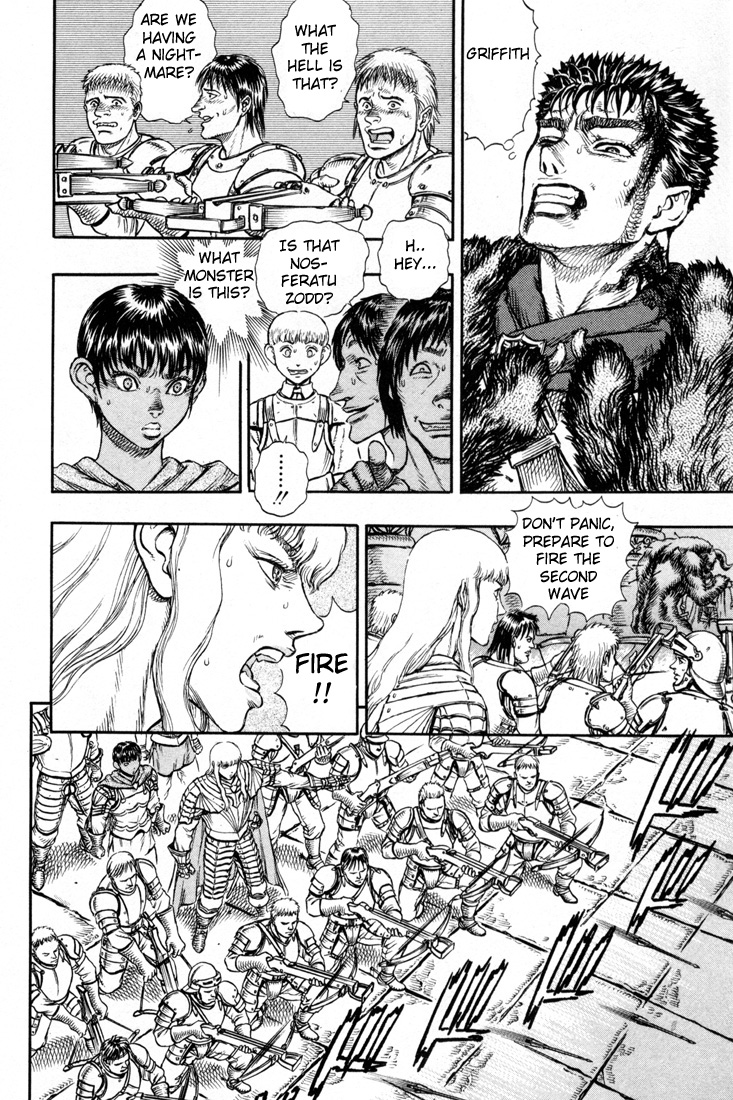 GRIFFITH
WHAT
THE
HELL IS
THAT?
ARE WE
HAVING
A NIGHT-
MARE?
H..
HEY...
IS THAT
NOS-
FERATU
ZODD?
......
!!
WHAT
MONSTER
IS THIS?
DON'T PANIC,
PREPARE TO
FIRE THE
SECOND
WAVE
FIRE
!!